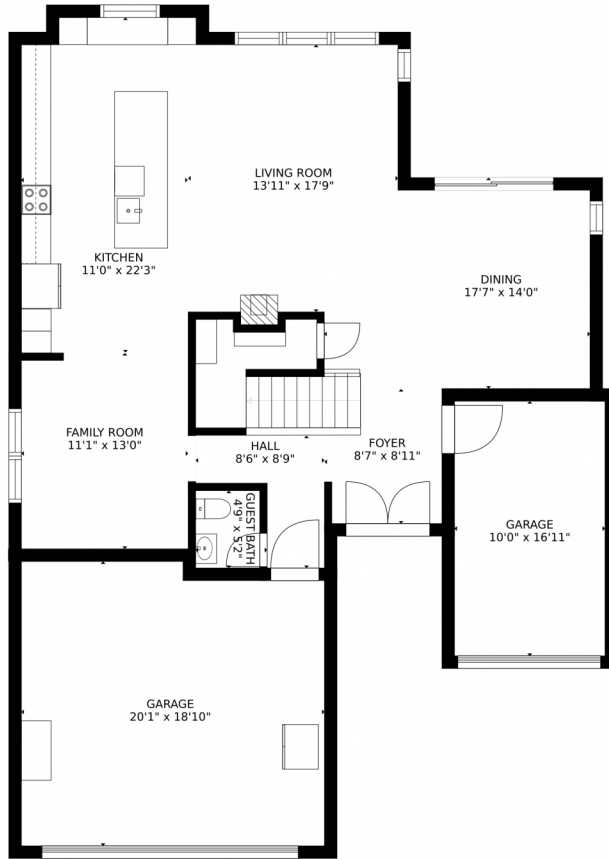 LIVING ROOM
13'11" x 17'9"
KITCHEN
11'0" x 22'3"
DINING
17'7" x 14'0"
FAMILY ROOM
11'1" x 13'0"
HALL
8'6" x 8'9"
FOYER
8'7" x 8'11"
GUEST BATH
4'9" x 5'2"
GARAGE
10'0" x 16'11"
GARAGE
20'1" x 18'10"